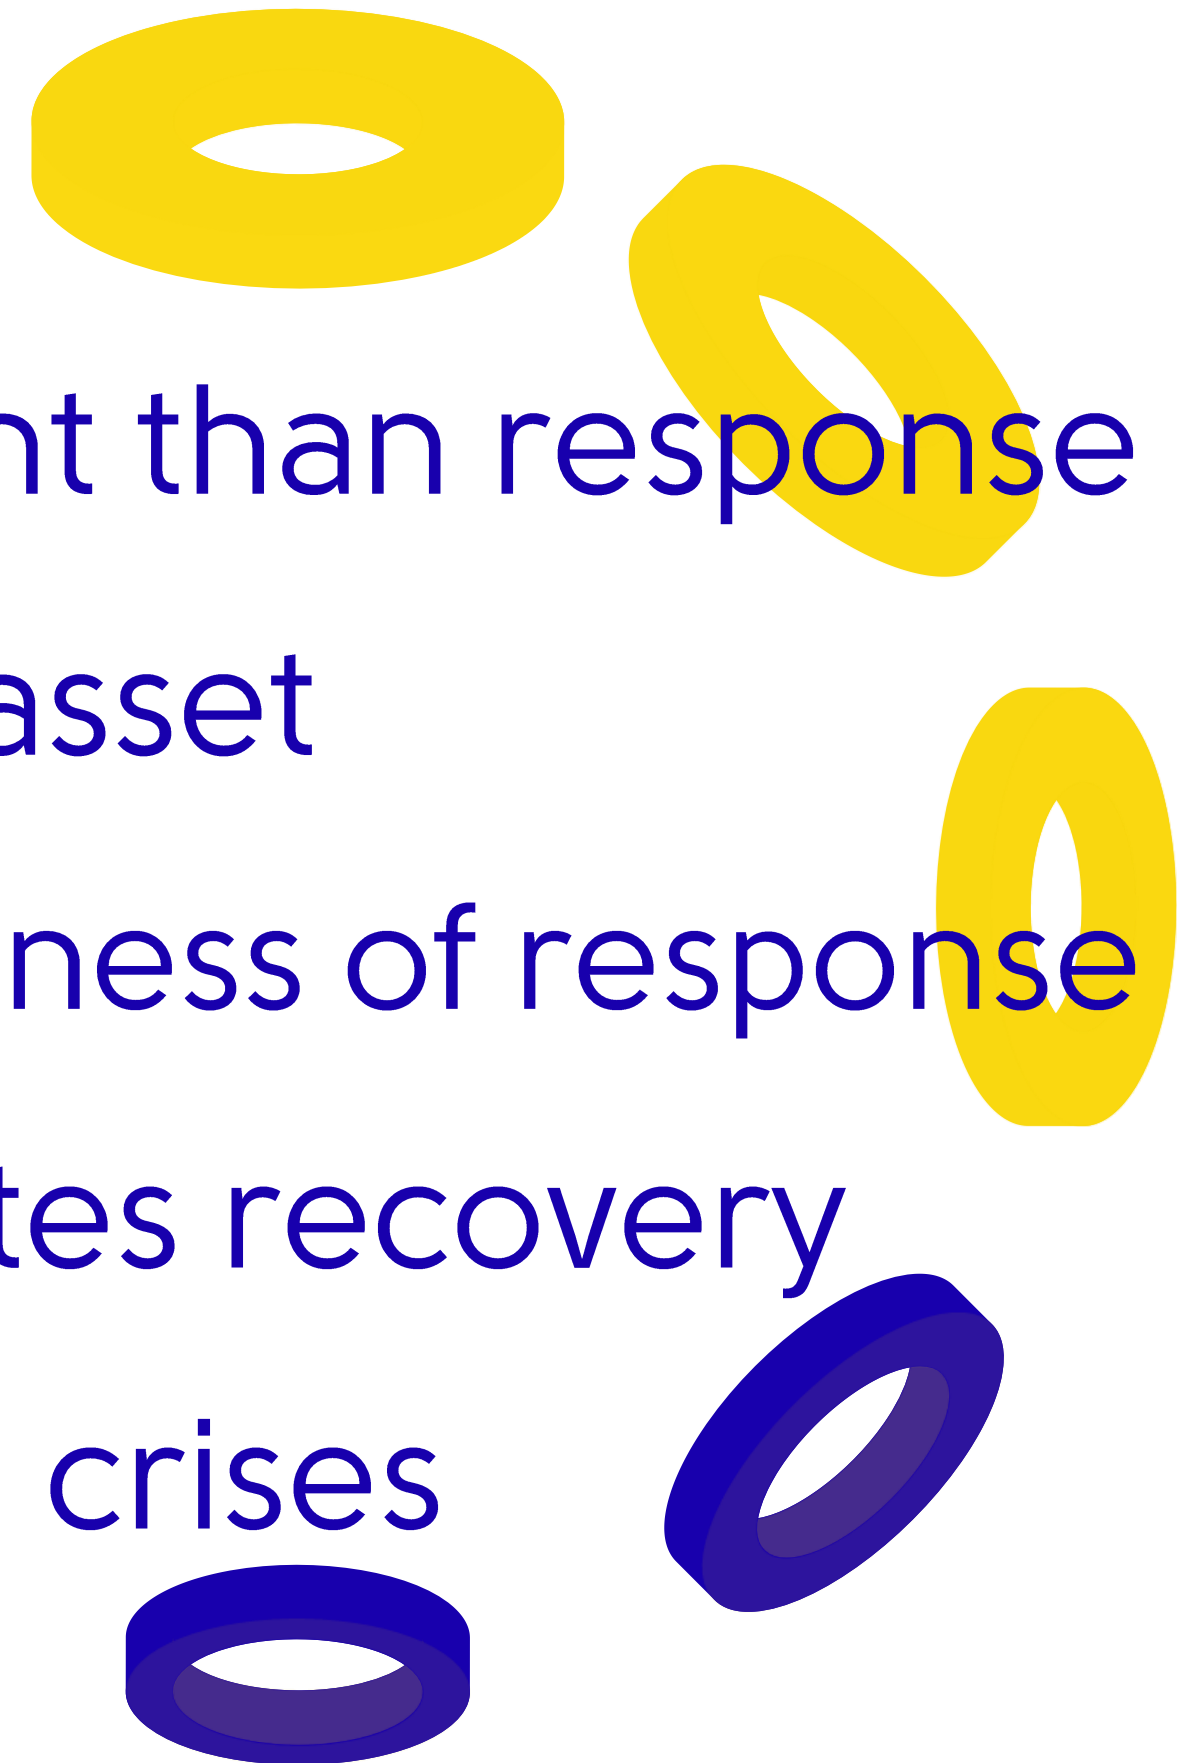 nt than response
asset
ness of response
tes recovery
crises